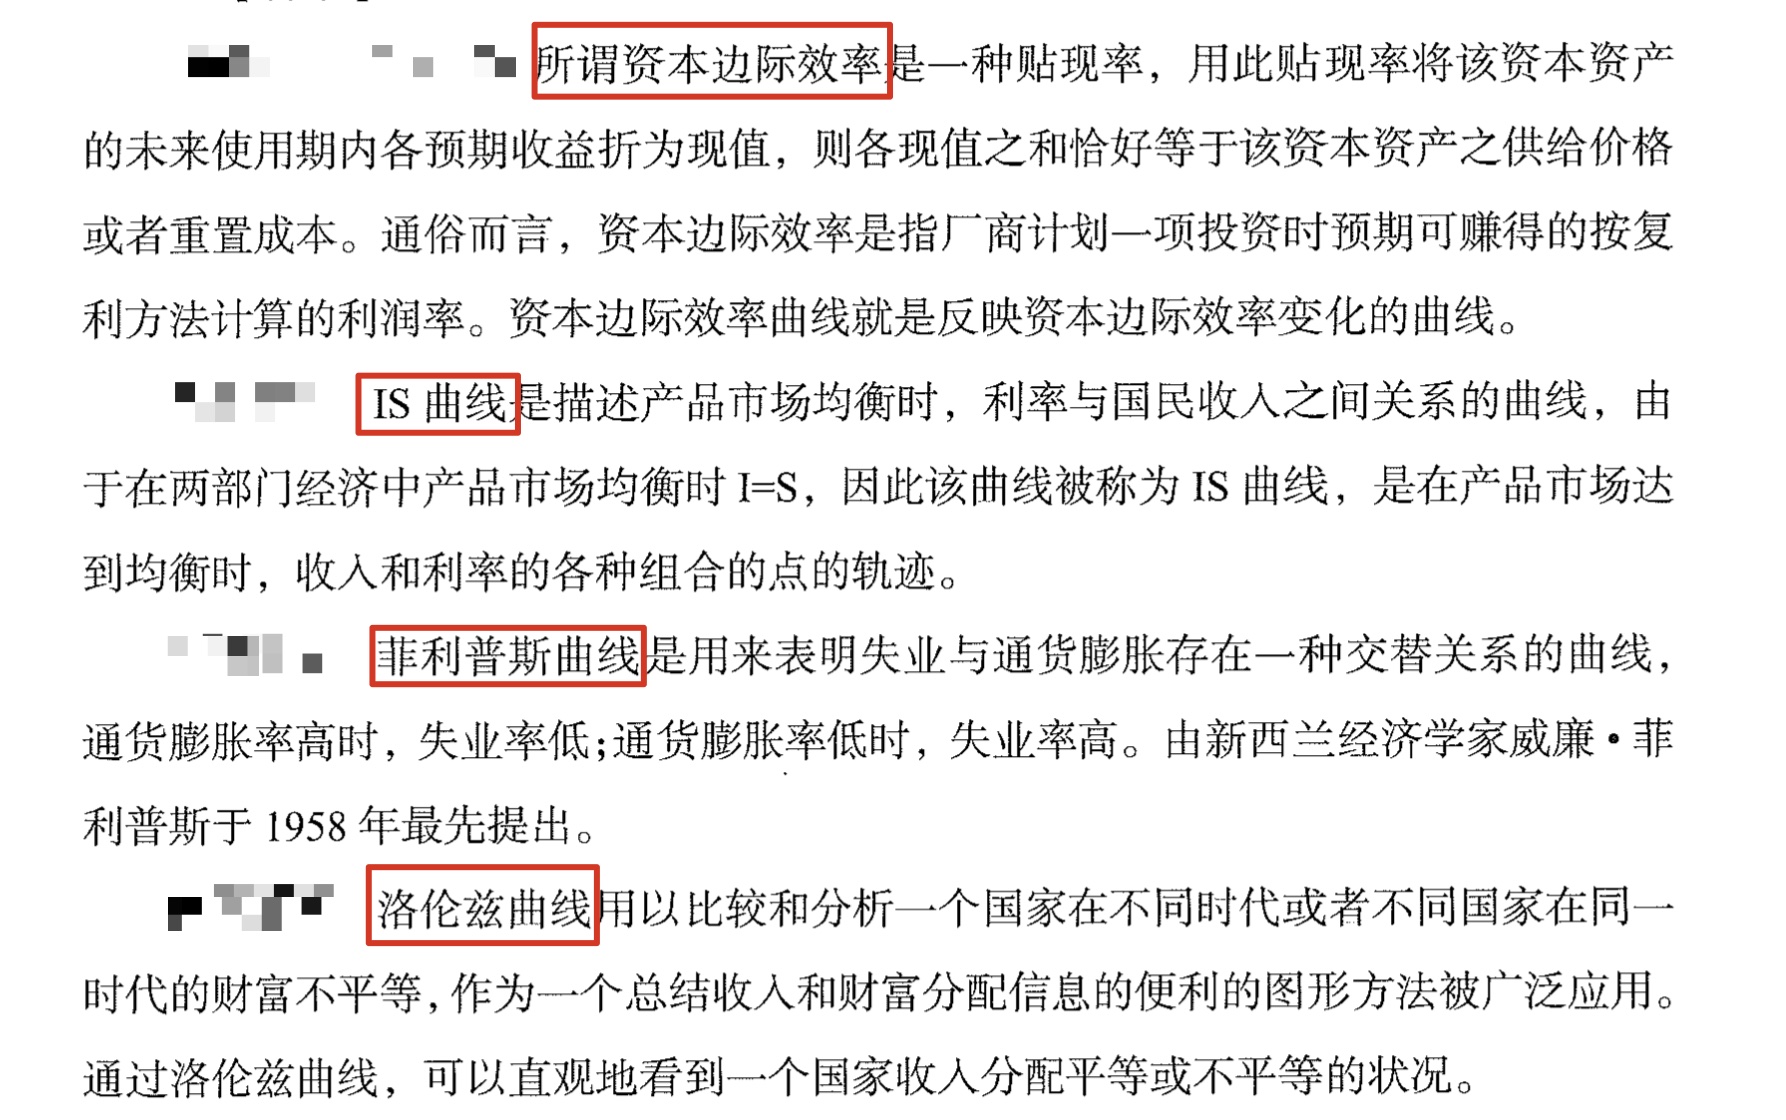 所谓资本边际效率是一种贴现率，用此贴现率将该资本资产
的未来使用期内各预期收益折为现值，则各现值之和恰好等于该资本资产之供给价格
或者重置成本。通俗而言，资本边际效率是指厂商计划一项投资时预期可赚得的按复
利方法计算的利润率。资本边际效率曲线就是反映资本边际效率变化的曲线。
IS 曲线是描述产品市场均衡时，利率与国民收入之间关系的曲线，由
于在两部门经济中产品市场均衡时 I=S，因此该曲线被称为 IS 曲线，是在产品市场达
到均衡时，收入和利率的各种组合的点的轨迹。
菲利普斯曲线是用来表明失业与通货膨胀存在一种交替关系的曲线，
通货膨胀率高时，失业率低;通货膨胀率低时，失业率高。由新西兰经济学家威廉·菲
利普斯于 1958 年最先提出。
洛伦兹曲线用以比较和分析一个国家在不同时代或者不同国家在同一
时代的财富不平等,作为一个总结收入和财富分配信息的便利的图形方法被广泛应用。
通过洛伦兹曲线，可以直观地看到一个国家收入分配平等或不平等的状况。